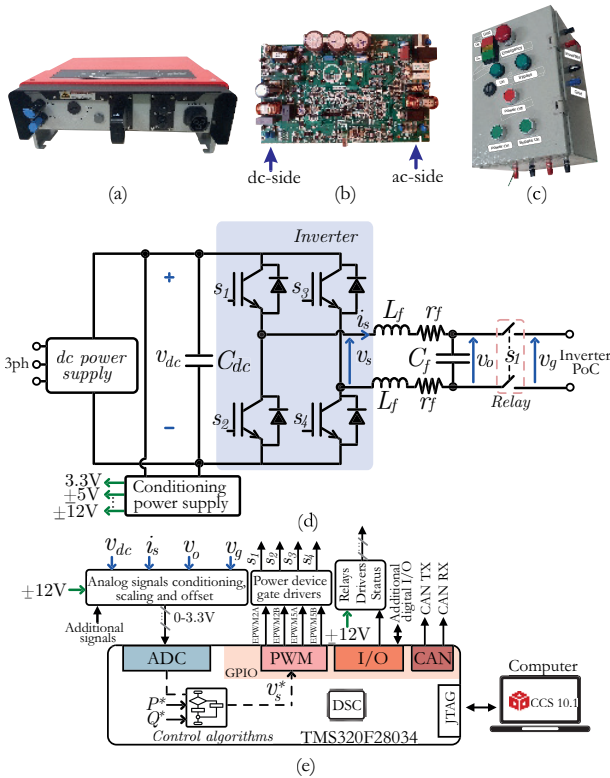 (a)
dc-side
ac-side
(b)
(c)
Inverter
s1
s3
is
Lf
rf
3ph
dc power
supply
+
vdc
−
Cdc
vs
Cf
vo
s1
vg
Inverter
PoC
s2
s4
Lf
rf
Relay
3.3V
±5V
±12V
Conditioning
power supply
(d)
vdc
is
vo
vg
s1
s2
s3
s4
±12V
Analog signals conditioning,
scaling and offset
Power device
gate drivers
Relays
Drivers
Status
Additional
digital I/O
CAN TX
CAN RX
Additional
signals
0-3.3V
EPWM2A
EPWM2B
EPWM5A
EPWM5B
±12V
ADC
GPIO
PWM
I/O
CAN
P*
Q*
vs*
Control algorithms
DSC
TMS320F28034
JTAG
Computer
CCS 10.1
(e)